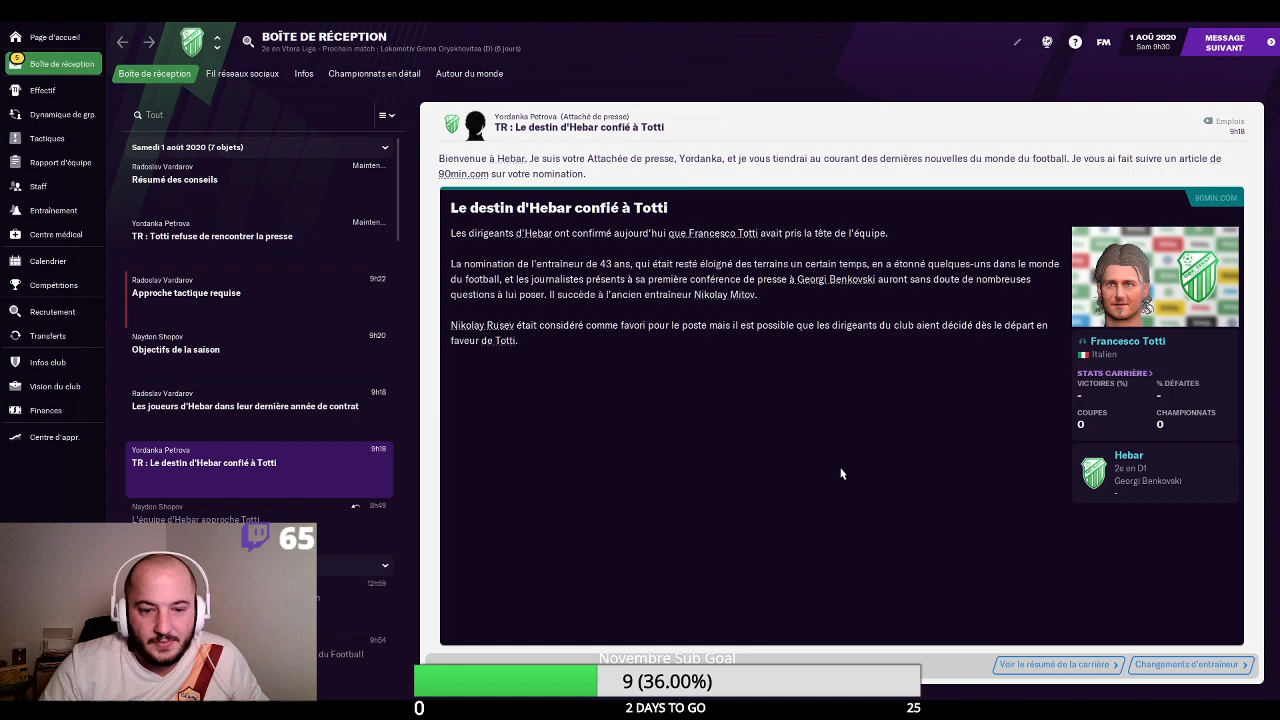 Page d'accueil
5
Boîte de réception
Effectif
Dynamique de grp.
Tactiques
Rapport d'équipe
Staff
Entraînement
Centre médical
Calendrier
Compétitions
Recrutement
Transferts
Infos club
Vision du club
Finances
Centre d'appr.
BOÎTE DE RÉCEPTION
2e en Vtora Liga - Prochain match - Lokomotiv Gorna Oryakhovitsa (D) (6 jours)
?
FM
1 AOÛ 2020
Sam 9h30
MESSAGE
SUIVANT
Boîte de réception
Fil réseaux sociaux
Infos
Championnats en détail
Autour du monde
Tout
Samedi 1 août 2020 (7 objets)
Radoslav Vardarov
Mainten...
Résumé des conseils
Yordanka Petrova
Mainten...
TR : Totti refuse de rencontrer la presse
Radoslav Vardarov
9h22
Approche tactique requise
Nayden Shopov
9h20
Objectifs de la saison
Radoslav Vardarov
9h18
Les joueurs d'Hebar dans leur dernière année de contrat
Yordanka Petrova
9h18
TR : Le destin d'Hebar confié à Totti
Nayden Shopov
8h49
L'équipe d'Hebar approche Totti
12h59
9h54
du Football
Yordanka Petrova (Attaché de presse)
TR : Le destin d'Hebar confié à Totti
Emplois
9h18
Bienvenue à Hebar. Je suis votre Attachée de presse, Yordanka, et je vous tiendrai au courant des dernières nouvelles du monde du football. Je vous ai fait suivre un article de
90min.com sur votre nomination.
90MIN.COM
Le destin d'Hebar confié à Totti
Les dirigeants d'Hebar ont confirmé aujourd'hui que Francesco Totti avait pris la tête de l'équipe.
La nomination de l'entraîneur de 43 ans, qui était resté éloigné des terrains un certain temps, en a étonné quelques-uns dans le monde
du football, et les journalistes présents à sa première conférence de presse à Georgi Benkovski auront sans doute de nombreuses
questions à lui poser. Il succède à l'ancien entraîneur Nikolay Mitov.
Nikolay Rusev était considéré comme favori pour le poste mais il est possible que les dirigeants du club aient décidé dès le départ en
faveur de Totti.
Francesco Totti
Italien
STATS CARRIÈRE
VICTOIRES (%)
% DÉFAITES
-
-
COUPES
CHAMPIONNATS
0
0
Hebar
2e en D1
Georgi Benkovski
-
Voir le résumé de la carrière
Changements d'entraîneur
65
Novembre Sub Goal
9 (36.00%)
0
2 DAYS TO GO
25